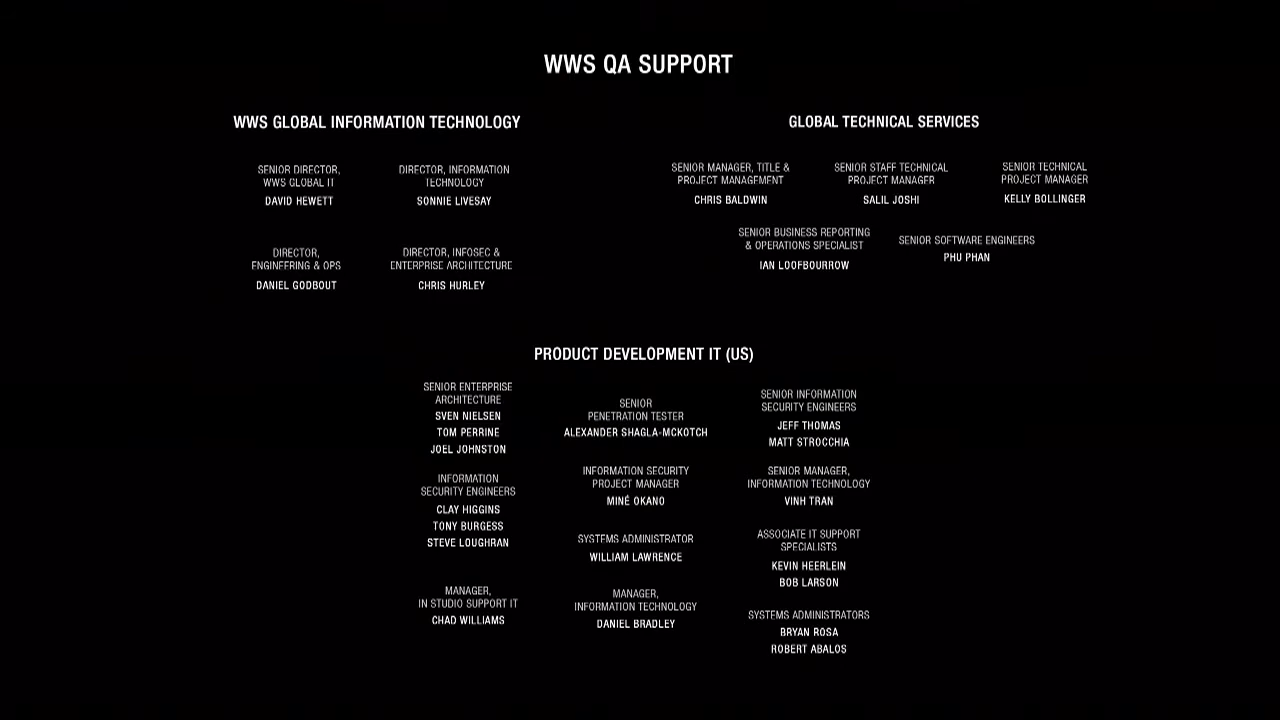 WWS QA SUPPORT
WWS GLOBAL INFORMATION TECHNOLOGY
SENIOR DIRECTOR,
WWS GLOBAL IT
DAVID HEWETT
DIRECTOR, INFORMATION
TECHNOLOGY
SONNIE LIVESAY
DIRECTOR,
ENGINEERING & OPS
DANIEL GODBOUT
DIRECTOR, INFOSEC &
ENTERPRISE ARCHITECTURE
CHRIS HURLEY
GLOBAL TECHNICAL SERVICES
SENIOR MANAGER, TITLE &
PROJECT MANAGEMENT
CHRIS BALDWIN
SENIOR STAFF TECHNICAL
PROJECT MANAGER
SALIL JOSHI
SENIOR TECHNICAL
PROJECT MANAGER
KELLY BOLLINGER
SENIOR BUSINESS REPORTING
& OPERATIONS SPECIALIST
IAN LOOFBOURROW
SENIOR SOFTWARE ENGINEERS
PHU PHAN
PRODUCT DEVELOPMENT IT (US)
SENIOR ENTERPRISE
ARCHITECTURE
SVEN NIELSEN
TOM PERRINE
JOEL JOHNSTON
INFORMATION
SECURITY ENGINEERS
CLAY HIGGINS
TONY BURGESS
STEVE LOUGHRAN
MANAGER,
IN STUDIO SUPPORT IT
CHAD WILLIAMS
SENIOR
PENETRATION TESTER
ALEXANDER SHAGLA-MCKOTCH
INFORMATION SECURITY
PROJECT MANAGER
MINÉ OKANO
SYSTEMS ADMINISTRATOR
WILLIAM LAWRENCE
MANAGER,
INFORMATION TECHNOLOGY
DANIEL BRADLEY
SENIOR INFORMATION
SECURITY ENGINEERS
JEFF THOMAS
MATT STROCCHIA
SENIOR MANAGER,
INFORMATION TECHNOLOGY
VINH TRAN
ASSOCIATE IT SUPPORT
SPECIALISTS
KEVIN HEERLEIN
BOB LARSON
SYSTEMS ADMINISTRATORS
BRYAN ROSA
ROBERT ABALOS